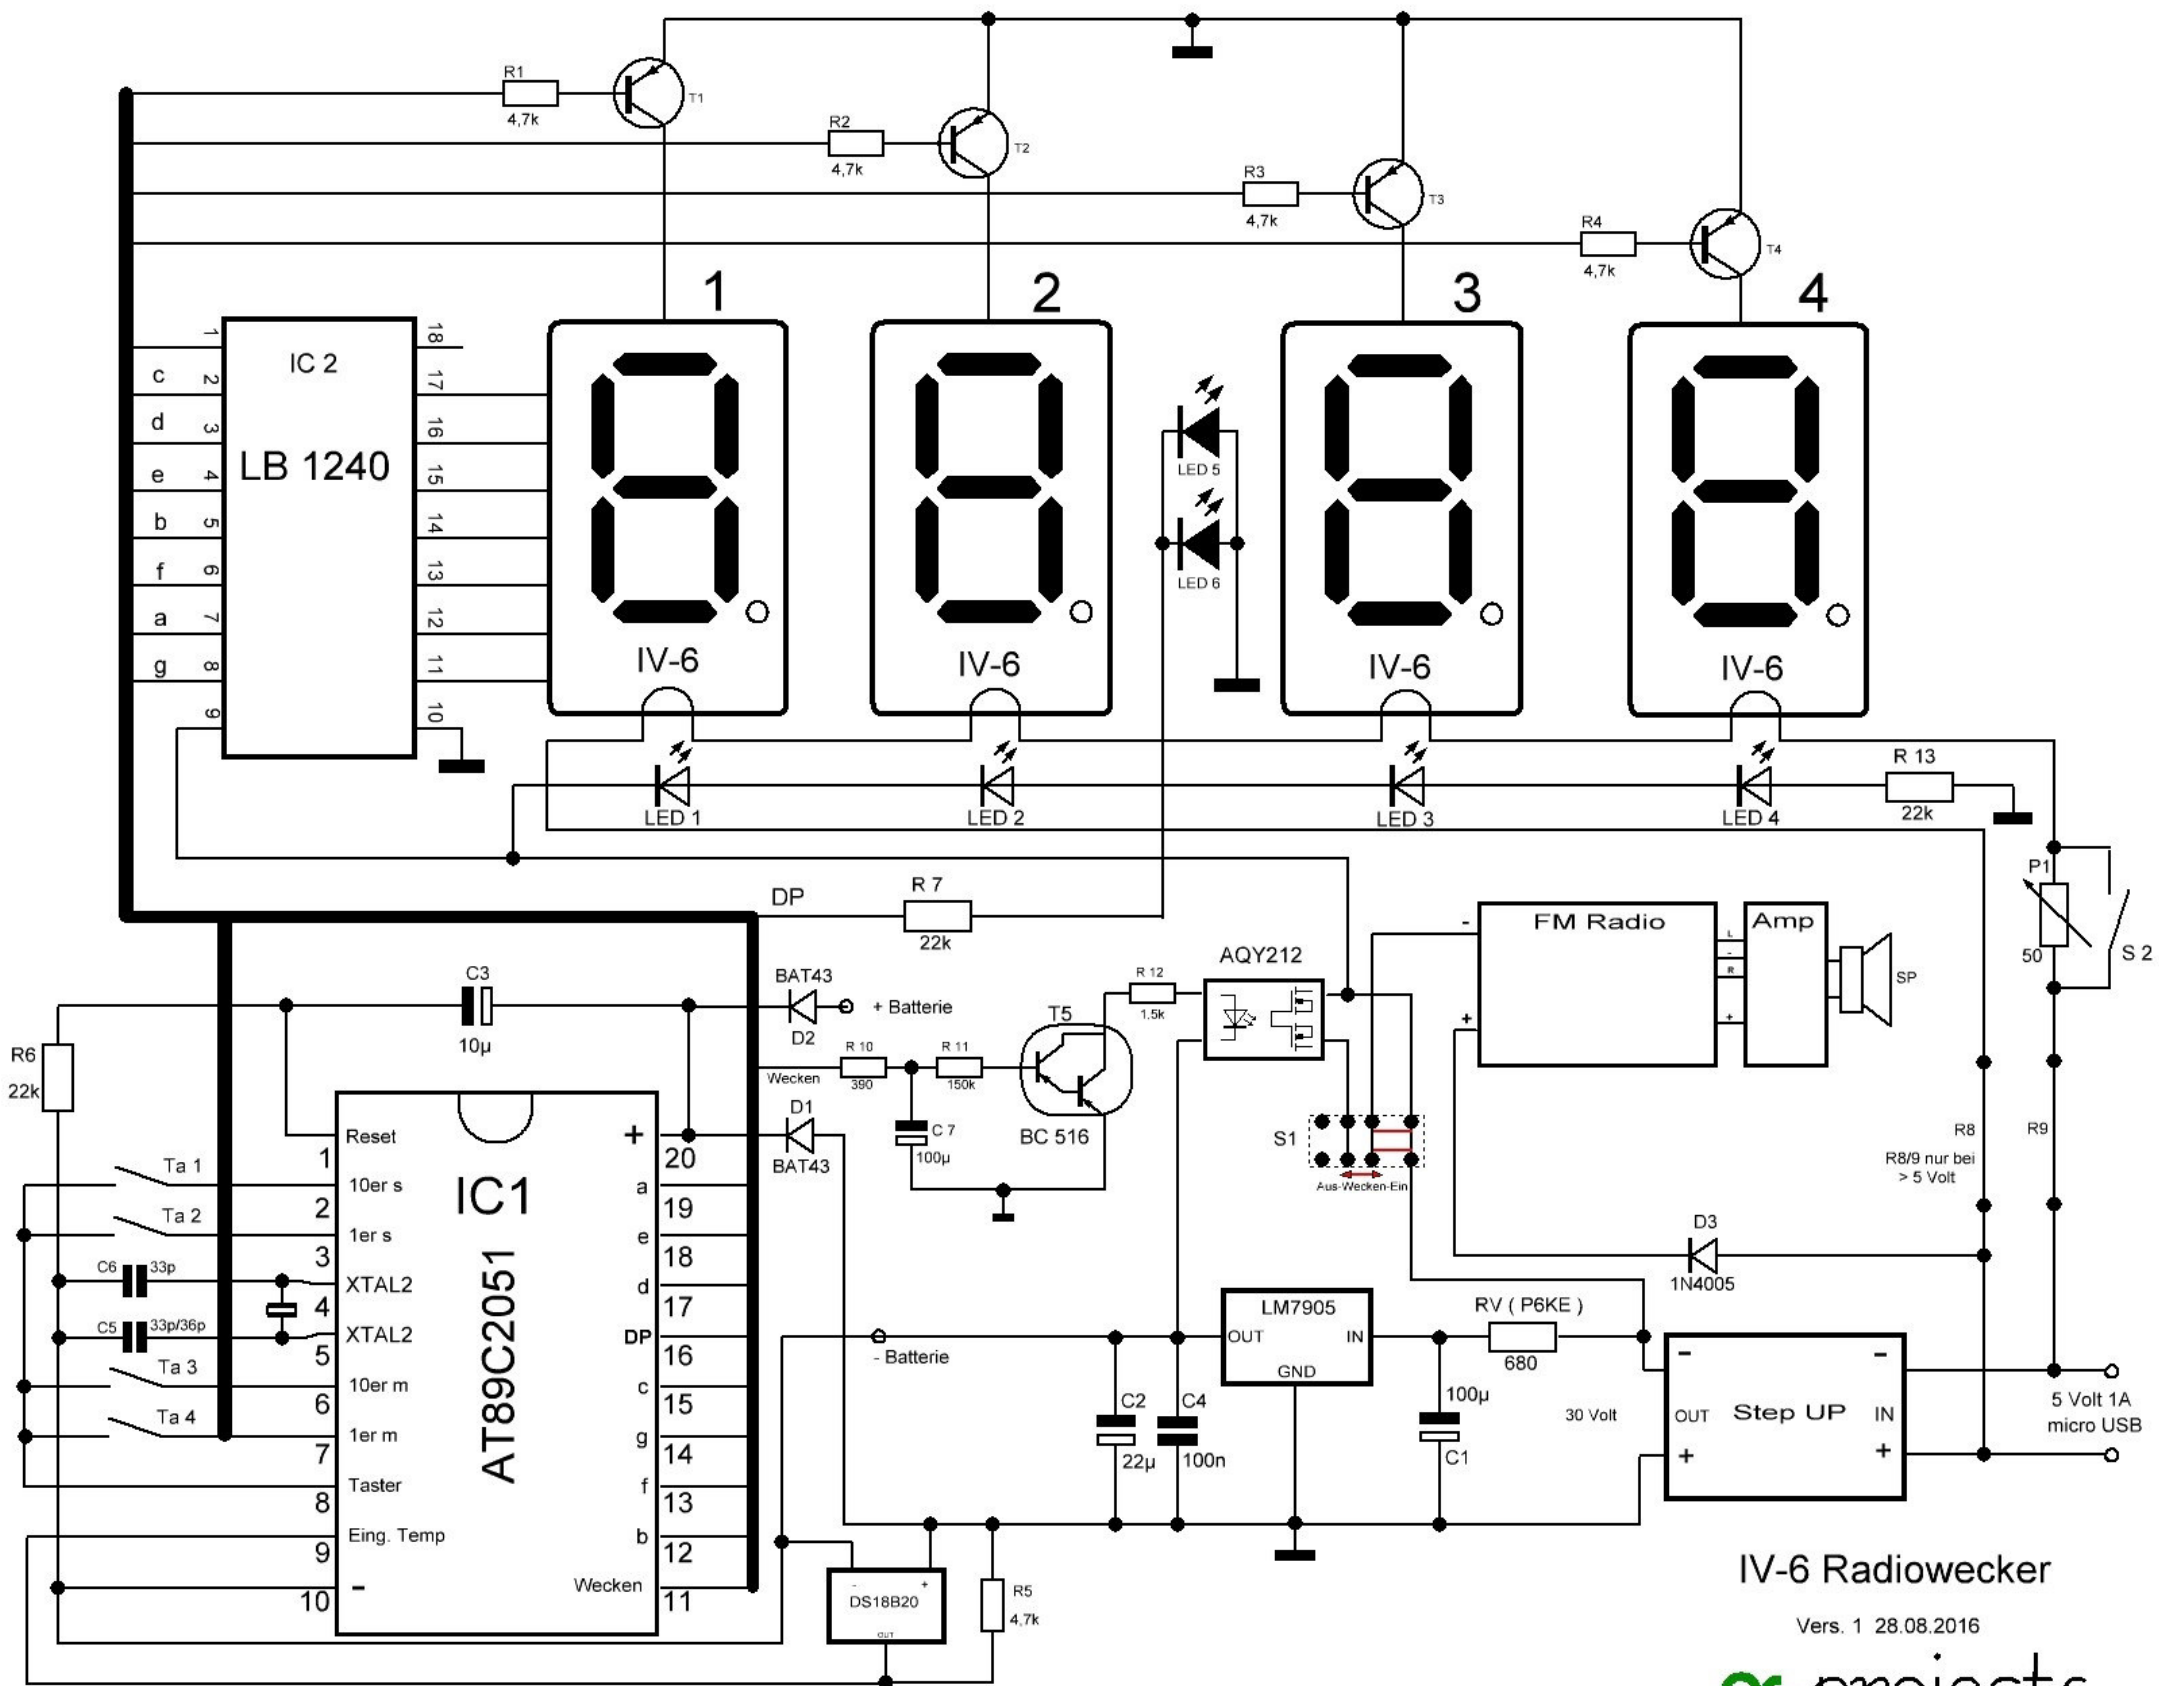 R1
4,7k
T1
R2
4,7k
T2
R3
4,7k
T3
R4
4,7k
T4
1
2
3
4
IC 2
LB 1240
1
c 2
d 3
e 4
b 5
f 6
a 7
g 8
9
18
17
16
15
14
13
12
11
10
IV-6
IV-6
IV-6
IV-6
LED 5
LED 6
LED 1
LED 2
LED 3
LED 4
R 13
22k
DP
R 7
22k
P1
50
S 2
FM Radio
-
+
L
-
R
+
Amp
SP
AQY212
R 12
1,5k
T5
BC 516
C3
10µ
BAT43
D2
+ Batterie
R6
22k
Wecken
R 10
390
R 11
150k
C 7
100µ
D1
BAT43
S1
Aus-Wecken-Ein
R8
R9
R8/9 nur bei
> 5 Volt
D3
1N4005
IC1
AT89C2051
Reset
1
10er s
2
1er s
3
XTAL2
4
XTAL2
5
10er m
6
1er m
7
Taster
8
Eing. Temp
9
-
10
+
20
a
19
e
18
d
17
DP
16
c
15
g
14
f
13
b
12
Wecken
11
Ta 1
Ta 2
C6 33p
C5 33p/36p
Ta 3
Ta 4
- Batterie
LM7905
OUT IN
GND
RV ( P6KE )
680
C2
22µ
C4
100n
100µ
C1
30 Volt
- -
OUT Step UP IN
+ +
5 Volt 1A
micro USB
- +
DS18B20
OUT
R5
4,7k
IV-6 Radiowecker
Vers. 1 28.08.2016
projects